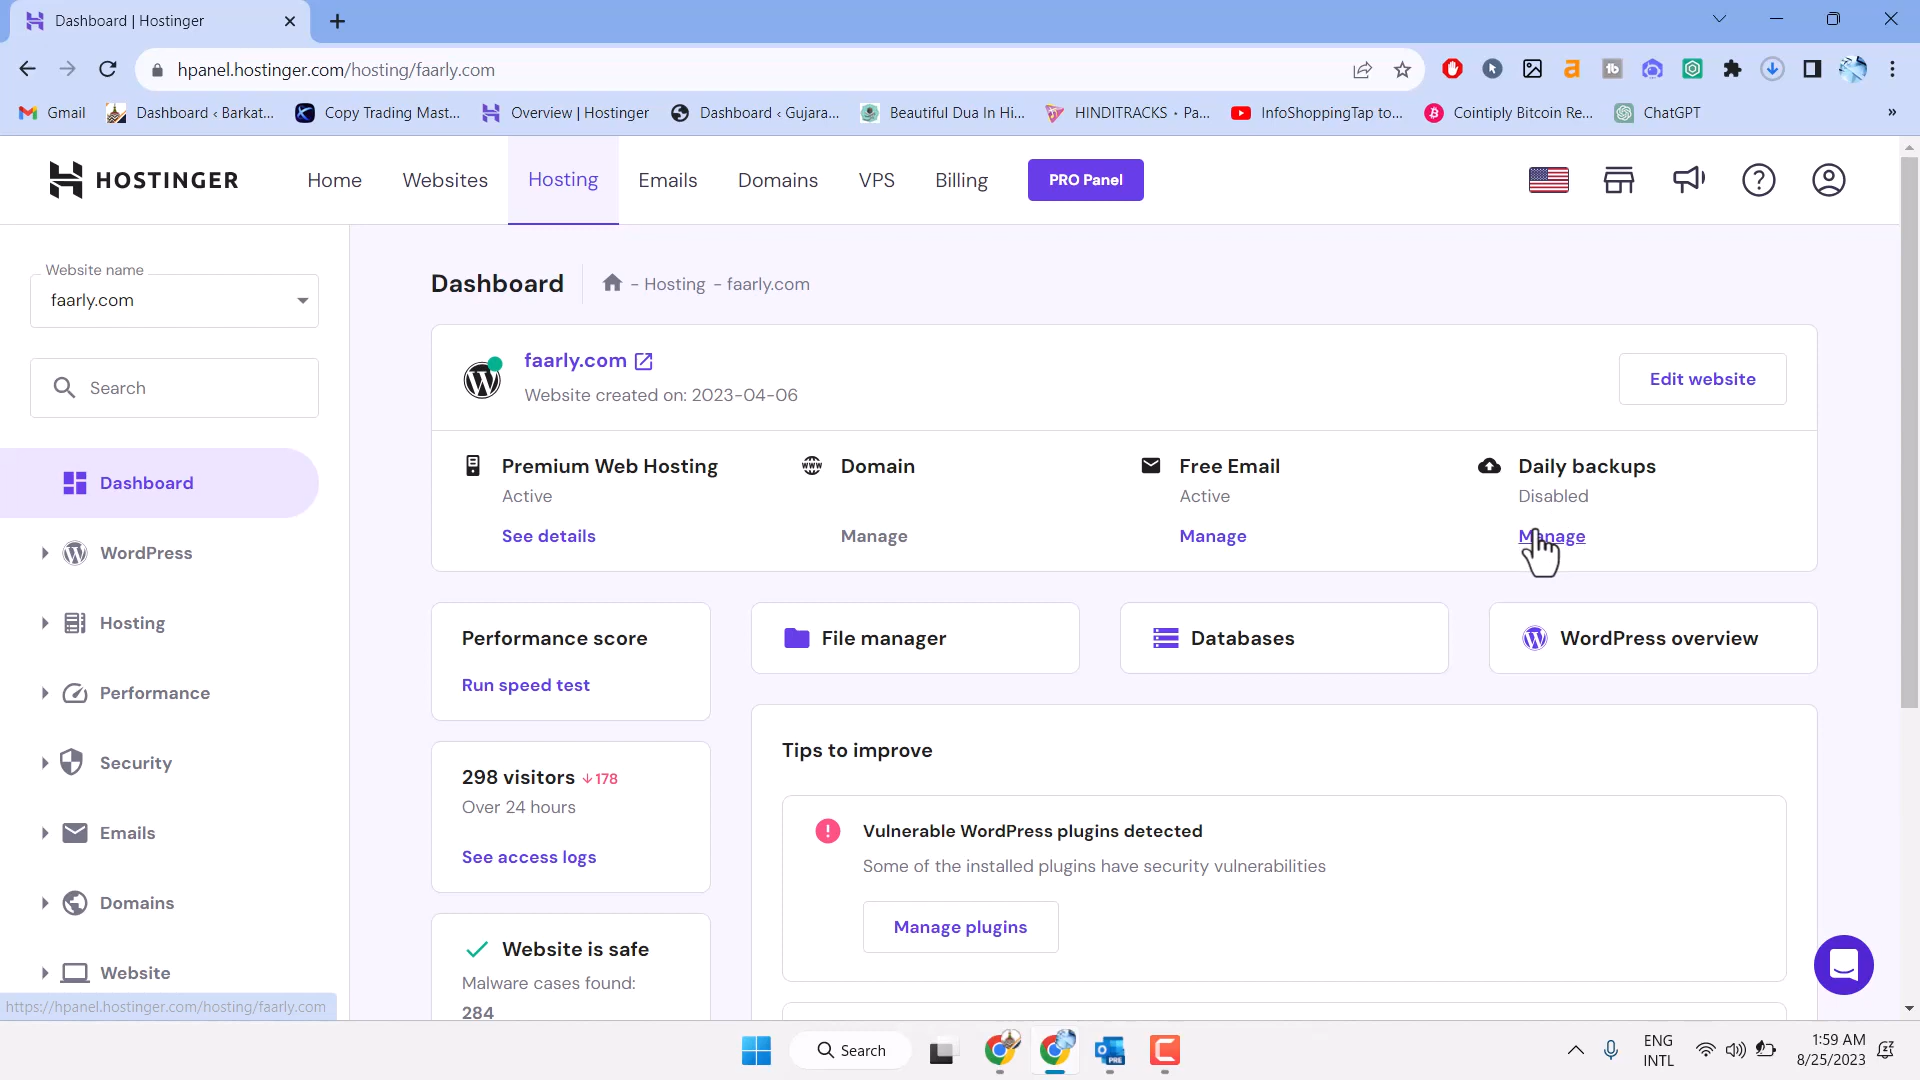 Dashboard | Hostinger
hpanel.hostinger.com/hosting/faarly.com
Gmail
Dashboard ‹ Barkat...
Copy Trading Mast...
Overview | Hostinger
Dashboard ‹ Gujara...
Beautiful Dua In Hi...
HINDITRACKS • Pa...
InfoShoppingTap to...
Cointiply Bitcoin Re...
ChatGPT
»
HOSTINGER
Home
Websites
Hosting
Emails
Domains
VPS
Billing
PRO Panel
Website name
faarly.com
Search
Dashboard
WordPress
Hosting
Performance
Security
Emails
Domains
Website
https://hpanel.hostinger.com/hosting/faarly.com
Dashboard
- Hosting - faarly.com
faarly.com
Website created on: 2023-04-06
Edit website
Premium Web Hosting
Active
See details
Domain
Manage
Free Email
Active
Manage
Daily backups
Disabled
Manage
Performance score
Run speed test
File manager
Databases
WordPress overview
298 visitors ↓178
Over 24 hours
See access logs
Website is safe
Malware cases found:
284
Tips to improve
Vulnerable WordPress plugins detected
Some of the installed plugins have security vulnerabilities
Manage plugins
Search
ENG
INTL
1:59 AM
8/25/2023